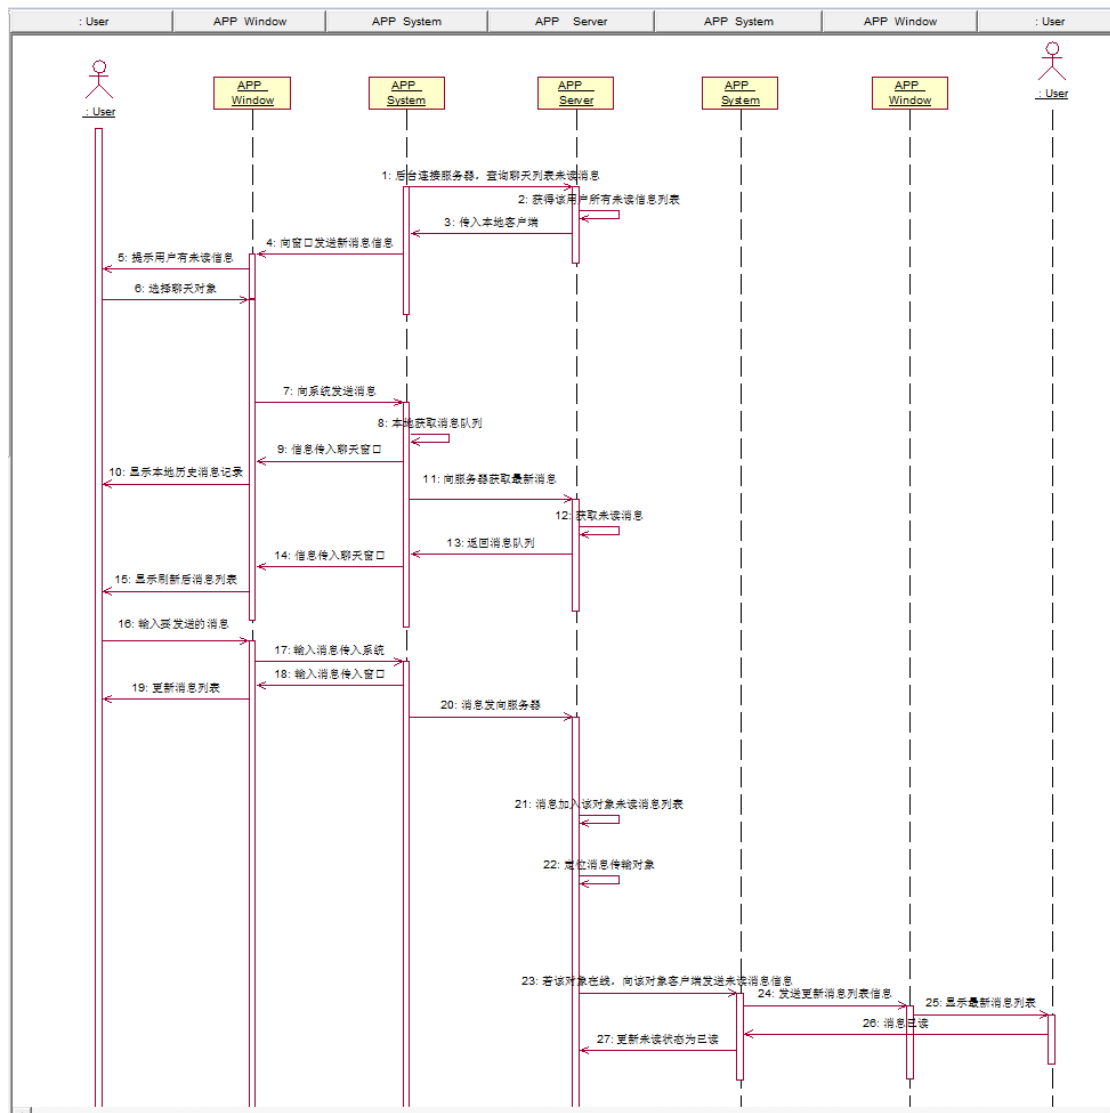 : User
APP Window
APP System
APP Server
APP System
APP Window
: User
: User
APP
Window
APP
System
APP
Server
APP
System
APP
Window
: User
1: 后台连接服务器，查询聊天列表未读消息
2: 获得该用户所有未读信息列表
3: 传入本地客户端
4: 向窗口发送新消息信息
5: 提示用户有未读信息
6: 选择聊天对象
7: 向系统发送消息
8: 本地获取消息队列
9: 信息传入聊天窗口
10: 显示本地历史消息记录
11: 向服务器获取最新消息
12: 获取未读消息
13: 返回消息队列
14: 信息传入聊天窗口
15: 显示刷新后消息列表
16: 输入要发送的消息
17: 输入消息传入系统
18: 输入消息传入窗口
19: 更新消息列表
20: 消息发向服务器
21: 消息加入该对象未读消息列表
22: 定位消息传输对象
23: 若该对象在线，向该对象客户端发送未读消息信息
24: 发送更新消息列表信息
25: 显示最新消息列表
26: 消息已读
27: 更新未读状态为已读